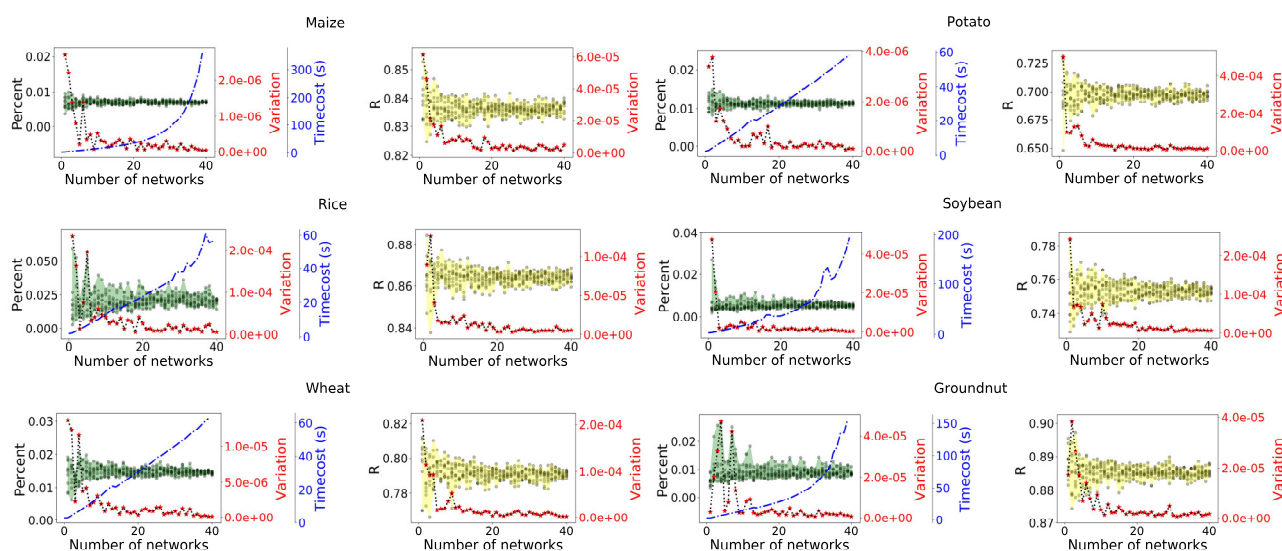 Maize
Potato
0.02
0.01
0.00
Percent
0
20
40
Number of networks
2.0e-06
1.0e-06
0.0e+00
Variation
300
200
100
0
Timecost (s)
0.85
0.84
0.83
0.82
R
0
20
40
Number of networks
6.0e-05
4.0e-05
2.0e-05
0.0e+00
Variation
0.02
0.01
0.00
Percent
0
20
40
Number of networks
4.0e-06
2.0e-06
0.0e+00
Variation
60
40
20
0
Timecost (s)
0.725
0.700
0.675
0.650
R
0
20
40
Number of networks
4.0e-04
2.0e-04
0.0e+00
Variation
Rice
Soybean
0.050
0.025
0.000
Percent
0
20
40
Number of networks
2.0e-04
1.0e-04
0.0e+00
Variation
60
40
20
0
Timecost (s)
0.88
0.86
0.84
R
0
20
40
Number of networks
1.0e-04
5.0e-05
0.0e+00
Variation
0.04
0.02
0.00
Percent
0
20
40
Number of networks
4.0e-05
2.0e-05
0.0e+00
Variation
200
100
0
Timecost (s)
0.78
0.76
0.74
R
0
20
40
Number of networks
2.0e-04
1.0e-04
0.0e+00
Variation
Wheat
Groundnut
0.03
0.02
0.01
0.00
Percent
0
20
40
Number of networks
1.0e-05
0.0e+00
Variation
60
40
20
0
Timecost (s)
0.82
0.80
0.78
R
0
20
40
Number of networks
2.0e-04
1.0e-04
0.0e+00
Variation
0.02
0.01
0.00
Percent
0
20
40
Number of networks
4.0e-05
2.0e-05
0.0e+00
Variation
150
100
50
0
Timecost (s)
0.90
0.89
0.88
0.87
R
0
20
40
Number of networks
4.0e-05
2.0e-05
0.0e+00
Variation